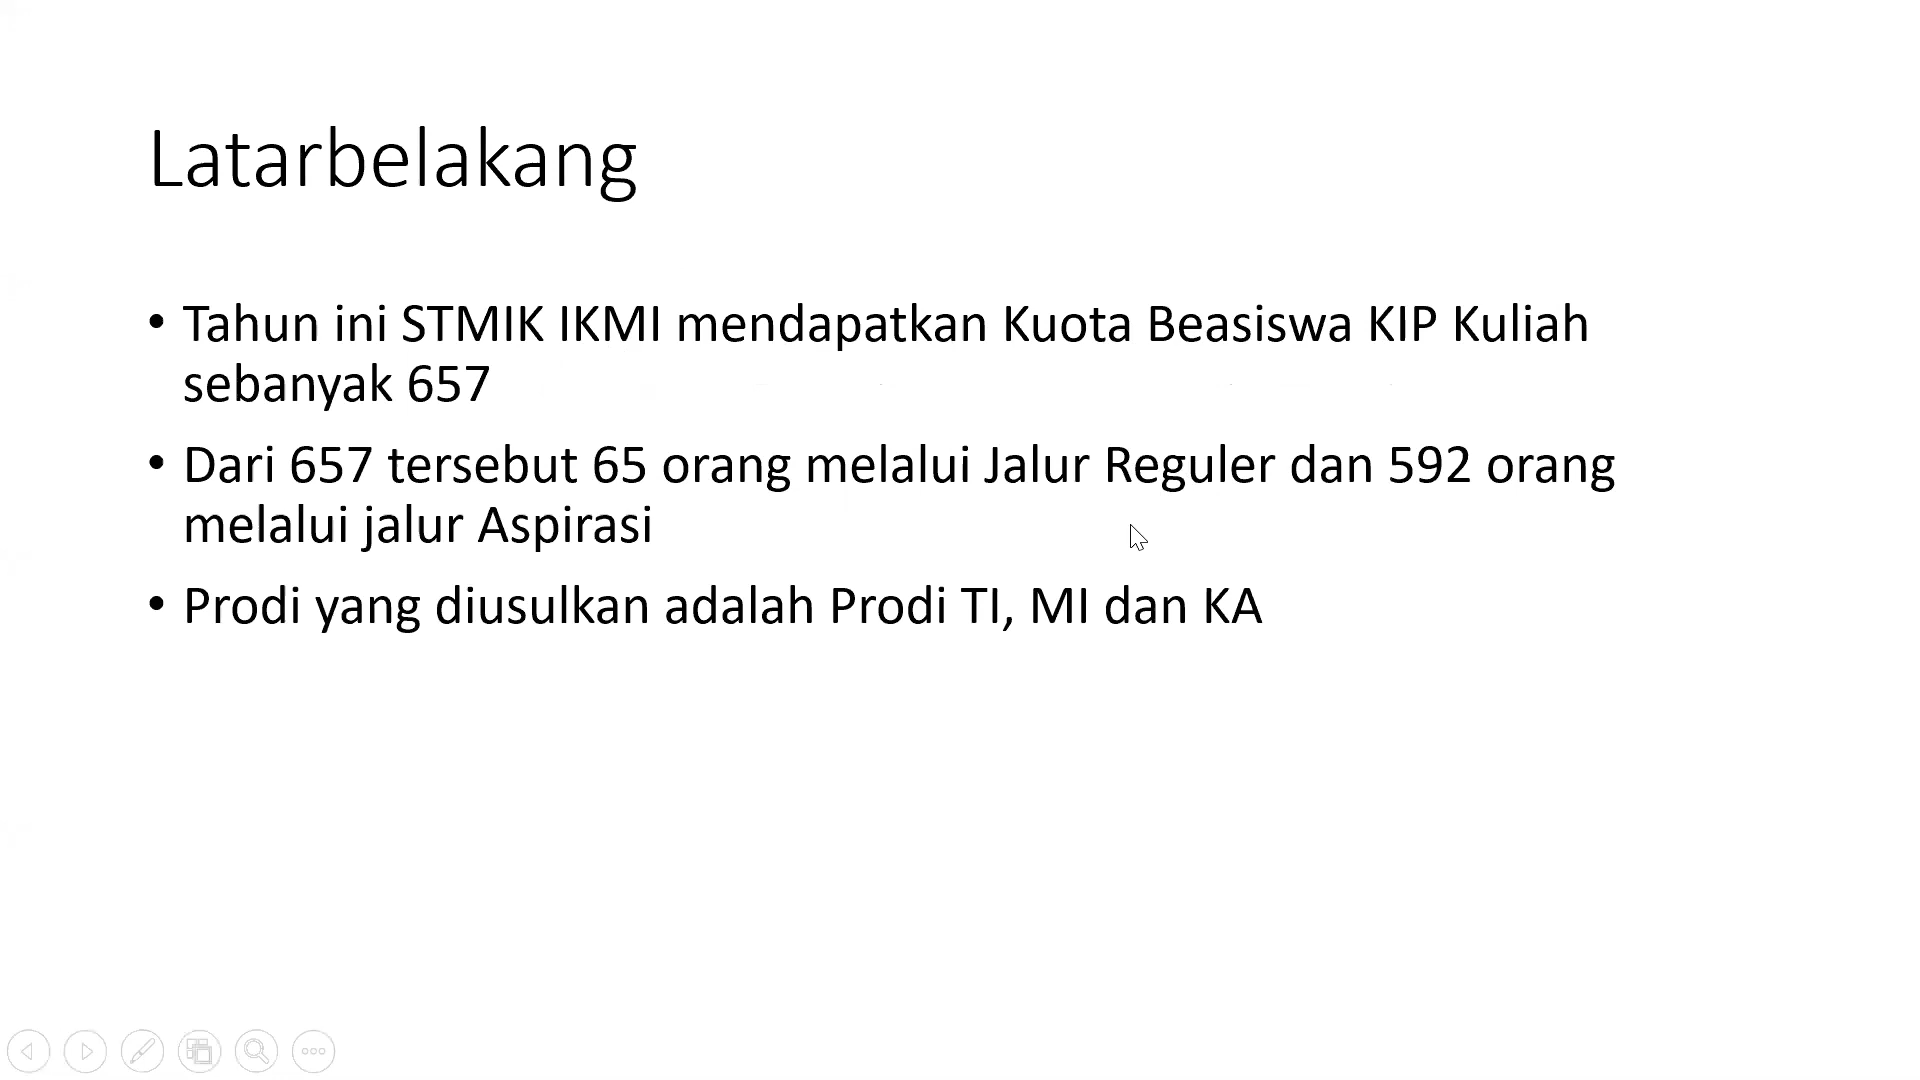 Latarbelakang
• Tahun ini STMIK IKMI mendapatkan Kuota Beasiswa KIP Kuliah
sebanyak 657
• Dari 657 tersebut 65 orang melalui Jalur Reguler dan 592 orang
melalui jalur Aspirasi
• Prodi yang diusulkan adalah Prodi TI, MI dan KA